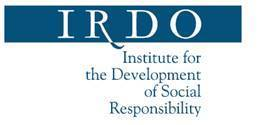 IRDO
Institute for
the Development
of Social
Responsibility